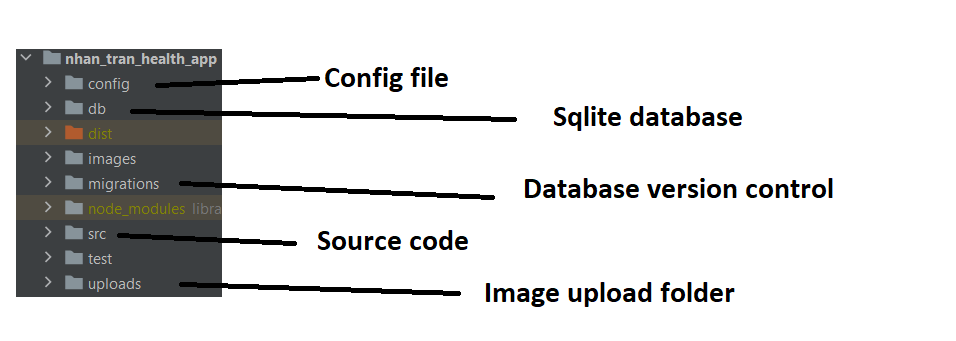 nhan_tran_health_app
config
Config file
db
Sqlite database
dist
images
migrations
Database version control
node_modules libra
src
Source code
test
uploads
Image upload folder